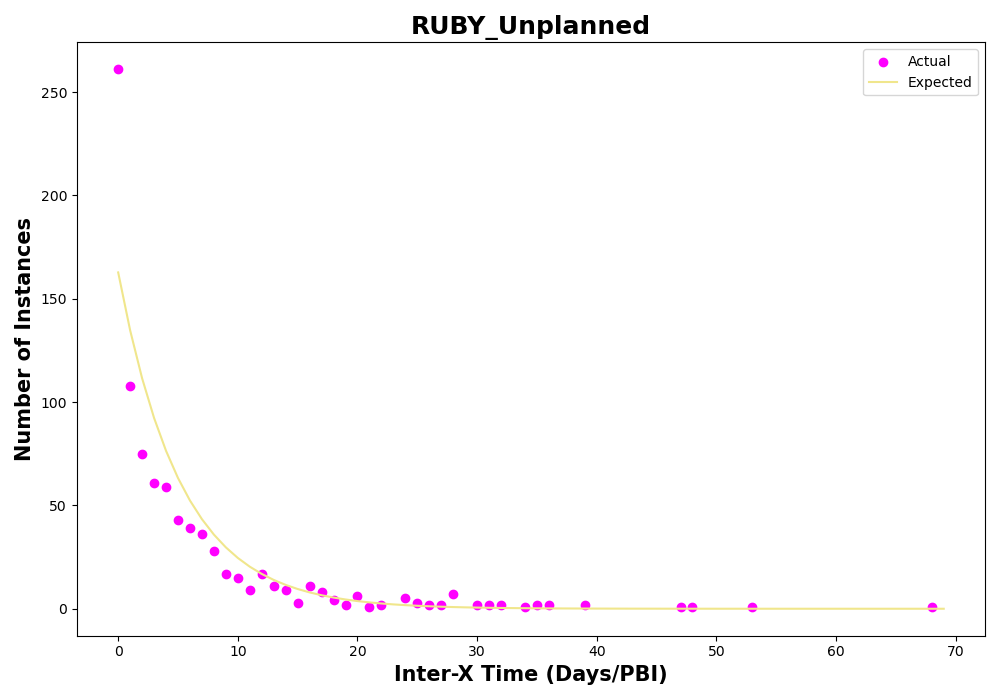 RUBY_Unplanned
Actual
Expected
Number of Instances
250
200
150
100
50
0
0 10 20 30 40 50 60 70
Inter-X Time (Days/PBI)